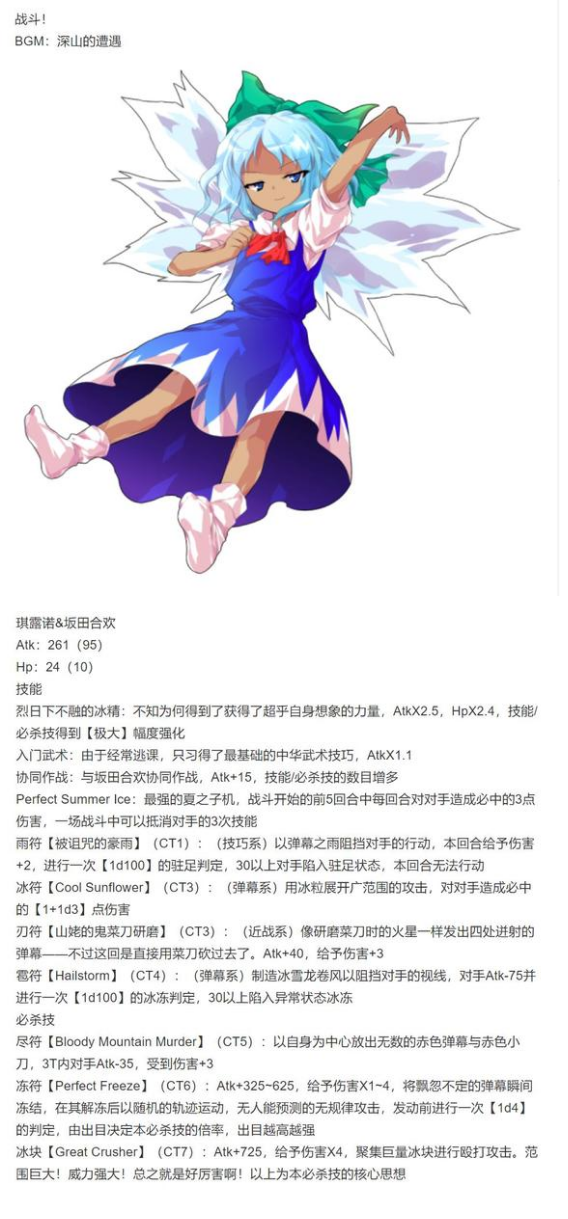 战斗！
BGM：深山的遭遇
琪露诺&坂田合欢
Atk：261（95）
Hp：24（10）
技能
烈日下不融的冰精：不知为何得到了获得了超乎自身想象的力量，AtkX2.5，HpX2.4，技能/
必杀技得到【极大】幅度强化
入门武术：由于经常逃课，只习得了最基础的中华武术技巧，AtkX1.1
协同作战：与坂田合欢协同作战，Atk+15，技能/必杀技的数目增多
Perfect Summer Ice：最强的夏之子机，战斗开始的前5回合中每回合对对手造成必中的3点
伤害，一场战斗中可以抵消对手的3次技能
雨符【被诅咒的豪雨】（CT1）：（技巧系）以弹幕之雨阻挡对手的行动，本回合给予伤害
+2，进行一次【1d100】的驻足判定，30以上对手陷入驻足状态，本回合无法行动
冰符【Cool Sunflower】（CT3）：（弹幕系）用冰粒展开广范围的攻击，对对手造成必中
的【1+1d3】点伤害
刃符【山姥的鬼菜刀研磨】（CT3）：（近战系）像研磨菜刀时的火星一样发出四处迸射的
弹幕——不过这回是直接用菜刀砍过去了。Atk+40，给予伤害+3
雹符【Hailstorm】（CT4）：（弹幕系）制造冰雪龙卷风以阻挡对手的视线，对手Atk-75并
进行一次【1d100】的冰冻判定，30以上陷入异常状态冰冻
必杀技
尽符【Bloody Mountain Murder】（CT5）：以自身为中心放出无数的赤色弹幕与赤色小
刀，3T内对手Atk-35，受到伤害+3
冻符【Perfect Freeze】（CT6）：Atk+325~625，给予伤害X1~4，将飘忽不定的弹幕瞬间
冻结，在其解冻后以随机的轨迹运动，无人能预测的无规律攻击，发动前进行一次【1d4】
的判定，由出目决定本必杀技的倍率，出目越高越强
冰块【Great Crusher】（CT7）：Atk+725，给予伤害X4，聚集巨量冰块进行殴打攻击。范
围巨大！威力强大！总之就是好厉害啊！以上为本必杀技的核心思想